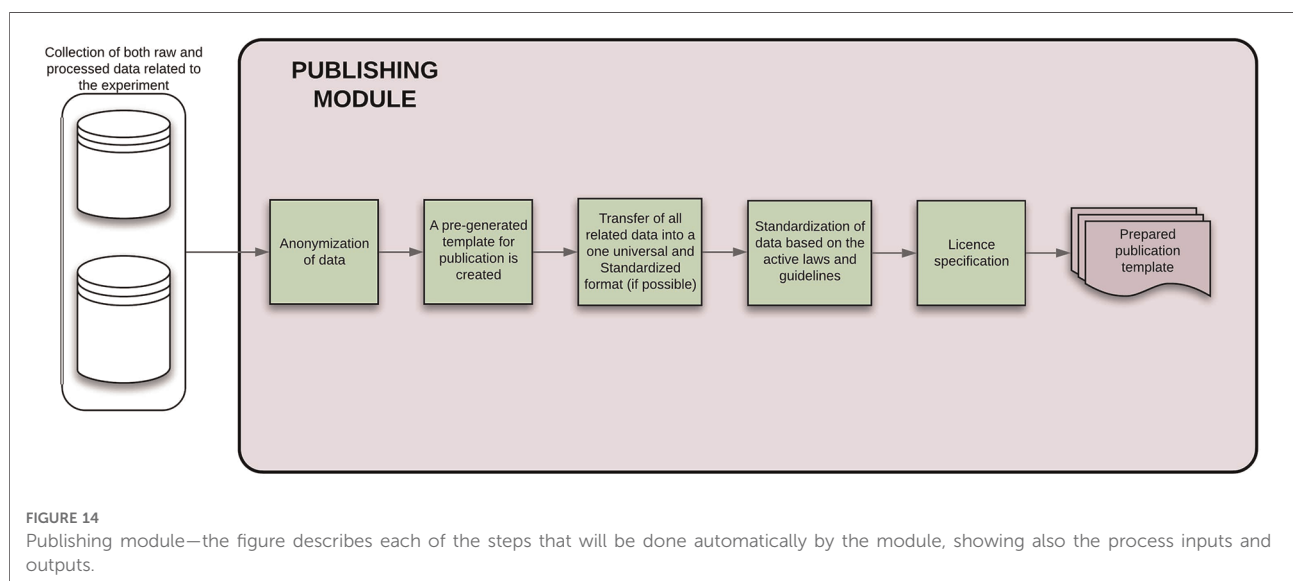 Collection of both raw and
processed data related to
the experiment
PUBLISHING
MODULE
Anonymization
of data
A pre-generated
template for
publication is
created
Transfer of all
related data into a
one universal and
Standardized
format (if possible)
Standardization of
data based on the
active laws and
guidelines
Licence
specification
Prepared
publication
template
FIGURE 14
Publishing module—the figure describes each of the steps that will be done automatically by the module, showing also the process inputs and
outputs.